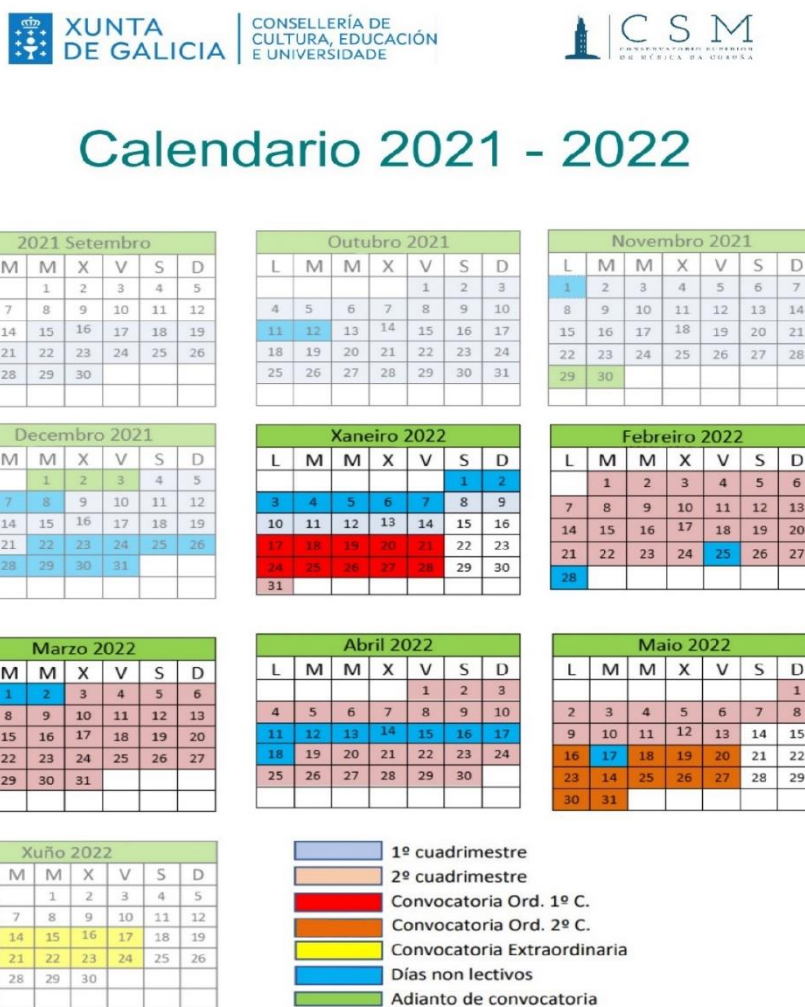 XUNTA
DE GALICIA
CONSELLERÍA DE
CULTURA, EDUCACIÓN
E UNIVERSIDADE
CSM
CONSERVATORIO SUPERIOR
DE MÚSICA DA CORUÑA
Calendario 2021 - 2022
2021 Setembro
M M X V S D
1 2 3 4 5
7 8 9 10 11 12
14 15 16 17 18 19
21 22 23 24 25 26
28 29 30
Outubro 2021
L M M X V S D
1 2 3
4 5 6 7 8 9 10
11 12 13 14 15 16 17
18 19 20 21 22 23 24
25 26 27 28 29 30 31
Novembro 2021
L M M X V S D
1 2 3 4 5 6 7
8 9 10 11 12 13 14
15 16 17 18 19 20 21
22 23 24 25 26 27 28
29 30
Decembro 2021
M M X V S D
1 2 3 4 5
7 8 9 10 11 12
14 15 16 17 18 19
21 22 23 24 25 26
28 29 30 31
Xaneiro 2022
L M M X V S D
1 2
3 4 5 6 7 8 9
10 11 12 13 14 15 16
17 18 19 20 21 22 23
24 25 26 27 28 29 30
31
Febreiro 2022
L M M X V S D
1 2 3 4 5 6
7 8 9 10 11 12 13
14 15 16 17 18 19 20
21 22 23 24 25 26 27
28
Marzo 2022
M M X V S D
1 2 3 4 5 6
8 9 10 11 12 13
15 16 17 18 19 20
22 23 24 25 26 27
29 30 31
Abril 2022
L M M X V S D
1 2 3
4 5 6 7 8 9 10
11 12 13 14 15 16 17
18 19 20 21 22 23 24
25 26 27 28 29 30
Maio 2022
L M M X V S D
1
2 3 4 5 6 7 8
9 10 11 12 13 14 15
16 17 18 19 20 21 22
23 14 25 26 27 28 29
30 31
Xuño 2022
M M X V S D
1 2 3 4 5
7 8 9 10 11 12
14 15 16 17 18 19
21 22 23 24 25 26
28 29 30
1º cuadrimestre
2º cuadrimestre
Convocatoria Ord. 1º C.
Convocatoria Ord. 2º C.
Convocatoria Extraordinaria
Días non lectivos
Adianto de convocatoria